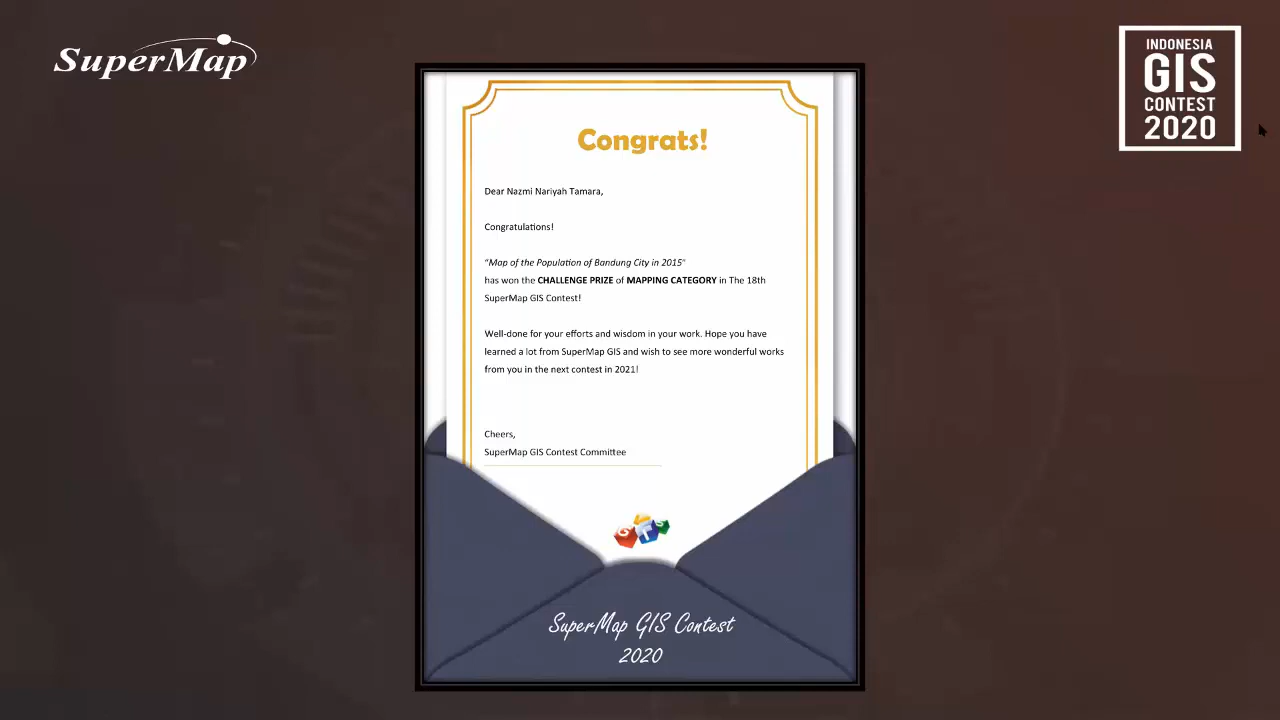 SuperMap
INDONESIA
GIS
CONTEST
2020
Congrats!
Dear Nazmi Nariyah Tamara,
Congratulations!
“Map of the Population of Bandung City in 2015”
has won the CHALLENGE PRIZE of MAPPING CATEGORY in The 18th
SuperMap GIS Contest!
Well-done for your efforts and wisdom in your work. Hope you have
learned a lot from SuperMap GIS and wish to see more wonderful works
from you in the next contest in 2021!
Cheers,
SuperMap GIS Contest Committee
SuperMap GIS Contest
2020